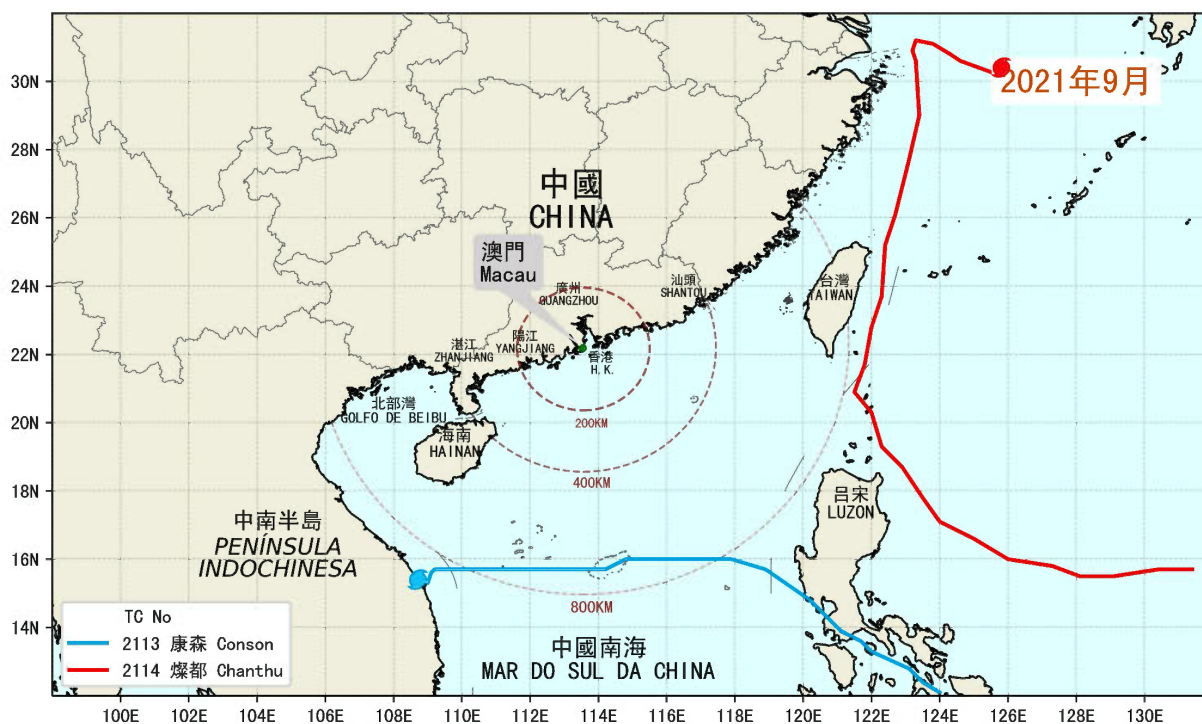 30N
28N
26N
24N
22N
20N
18N
16N
14N
2021年9月
中國
CHINA
澳門
Macau
廣州
GUANGZHOU
汕頭
SHANTOU
台灣
TAIWAN
陽江
YANGJIANG
湛江
ZHANJIANG
香港
H.K.
北部灣
GOLFO DE BEIBU
海南
HAINAN
200KM
400KM
呂宋
LUZON
中南半島
PENÍNSULA
INDOCHINESA
800KM
中國南海
MAR DO SUL DA CHINA
TC No
2113 康森 Conson
2114 燦都 Chanthu
100E 102E 104E 106E 108E 110E 112E 114E 116E 118E 120E 122E 124E 126E 128E 130E